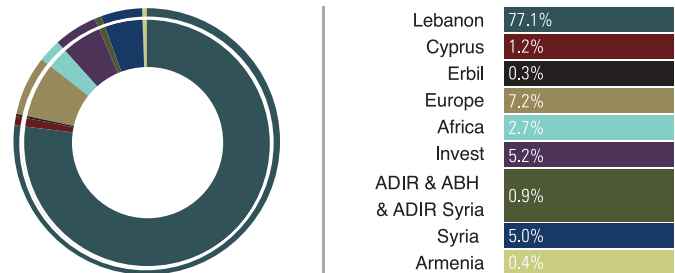 Lebanon 77.1%
Cyprus 1.2%
Erbil 0.3%
Europe 7.2%
Africa 2.7%
Invest 5.2%
ADIR & ABH
& ADIR Syria 0.9%
Syria 5.0%
Armenia 0.4%